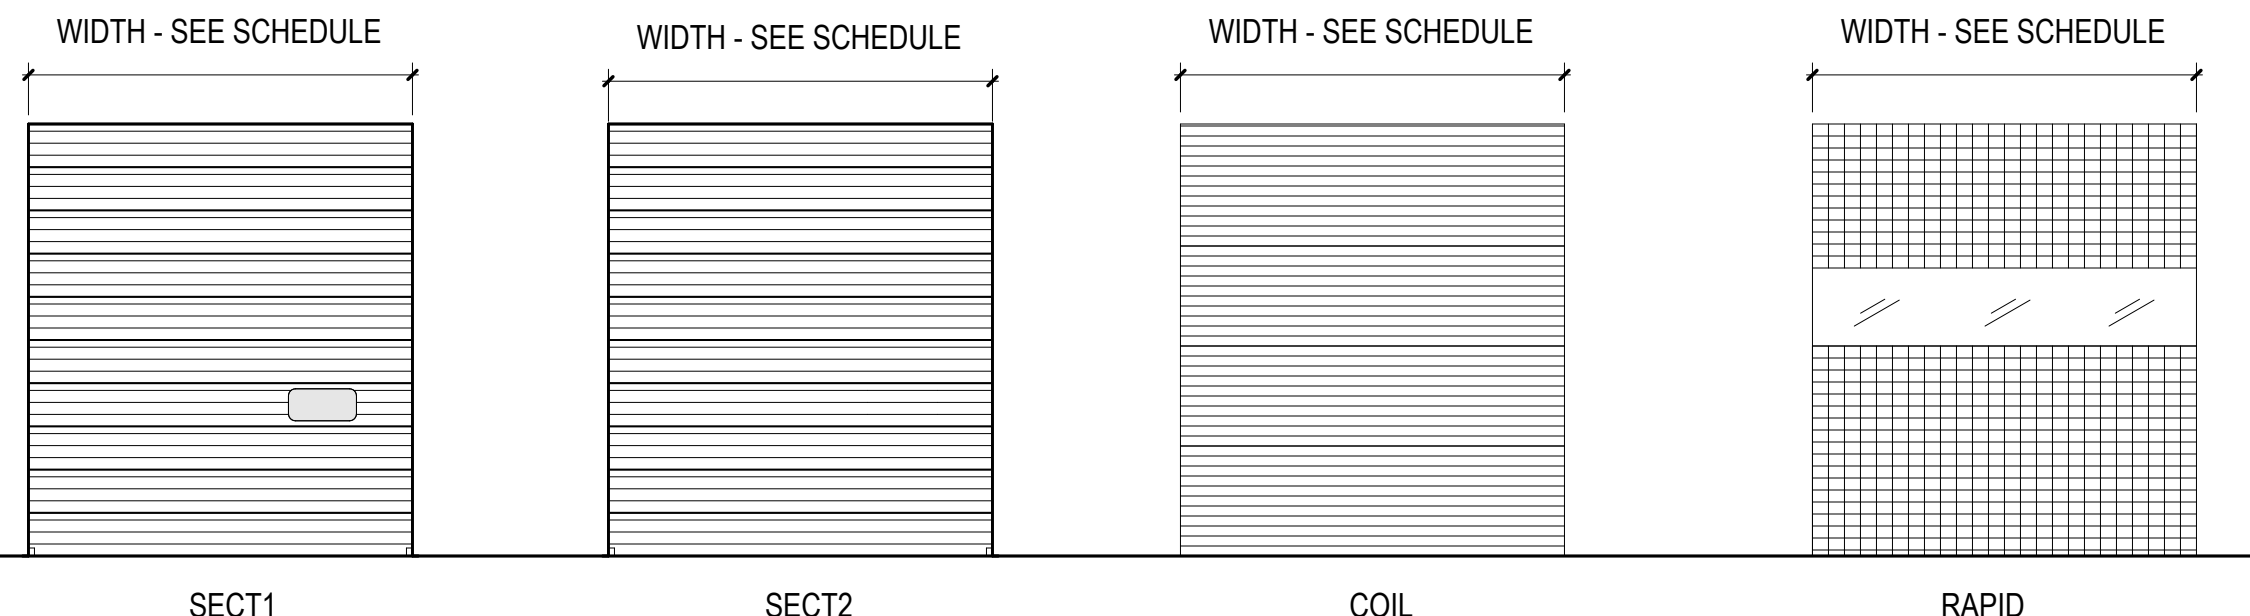 WIDTH - SEE SCHEDULE
WIDTH - SEE SCHEDULE
WIDTH - SEE SCHEDULE
WIDTH - SEE SCHEDULE
SECT1
SECT2
COIL
RAPID